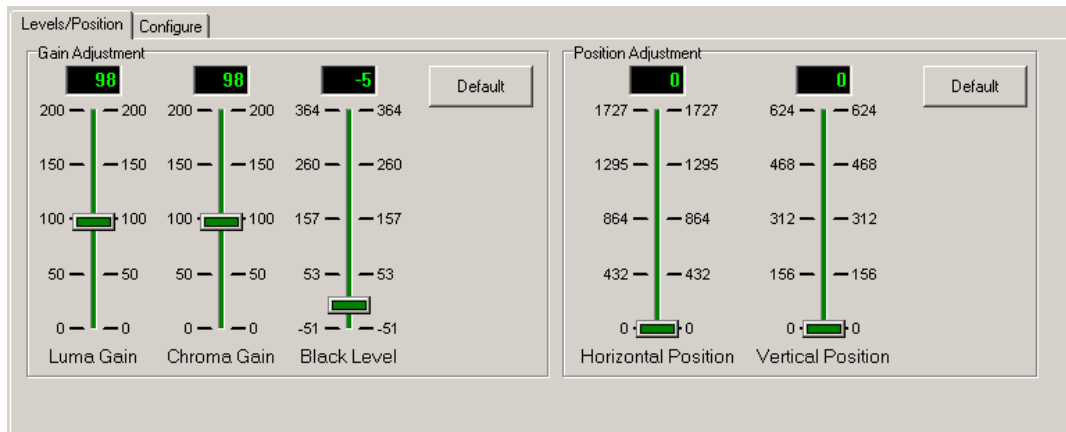 Levels/Position Configure
Gain Adjustment
98 98 -5 Default
200 200 200 200 364 364
150 150 150 150 260 260
100 100 100 100 157 157
50 50 50 50 53 53
0 0 0 0 -51 -51
Luma Gain Chroma Gain Black Level
Position Adjustment
0 0 Default
1727 1727 624 624
1295 1295 468 468
864 864 312 312
432 432 156 156
0 0 0 0
Horizontal Position Vertical Position